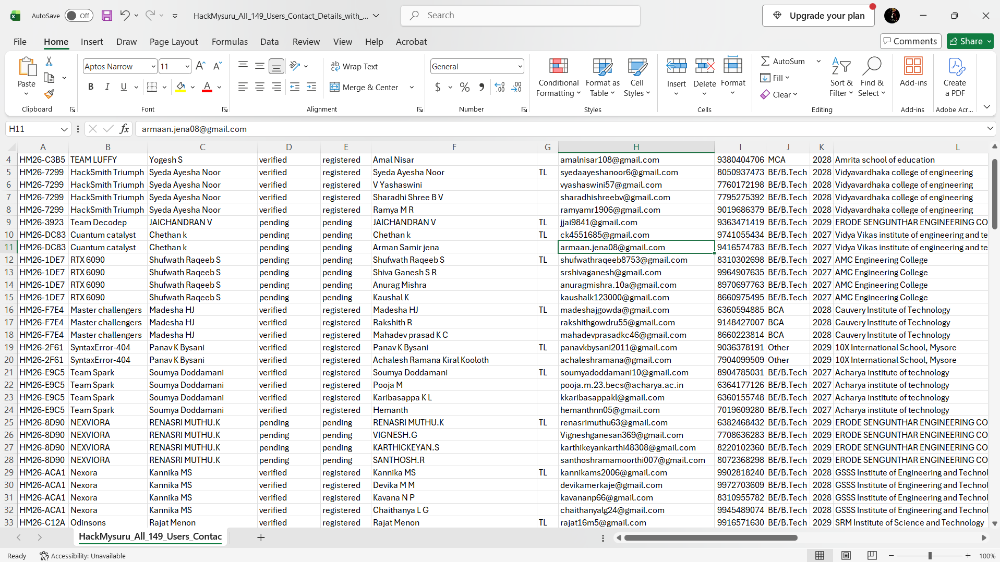 AutoSave Off HackMysuru_All_149_Users_Contact_Details_with_... Search Upgrade your plan
File Home Insert Draw Page Layout Formulas Data Review View Help Acrobat Comments Share
Paste Aptos Narrow 11 Wrap Text General Conditional Formatting Format as Table Cell Styles Insert Delete Format AutoSum Fill Clear Sort & Filter Find & Select Add-ins Create a PDF
B I U A Merge & Center $ % 9
Clipboard Font Alignment Number Styles Cells Editing Add-ins Adobe Acr...
H11 fx armaan.jena08@gmail.com
A B C D E F G H I J K L
4 HM26-C3B5 TEAM LUFFY Yogesh S verified registered Amal Nisar amalnisar108@gmail.com 9380404706 MCA 2028 Amrita school of education
5 HM26-7299 HackSmith Triumph Syeda Ayesha Noor verified registered Syeda Ayesha Noor TL syedaayeshanoor6@gmail.com 8050937473 BE/B.Tech 2028 Vidyavardhaka college of engineering
6 HM26-7299 HackSmith Triumph Syeda Ayesha Noor verified registered V Yashaswini vyashaswini57@gmail.com 7760172198 BE/B.Tech 2028 Vidyavardhaka college of engineering
7 HM26-7299 HackSmith Triumph Syeda Ayesha Noor verified registered Sharadhi Shree B V sharadhishreebv@gmail.com 7795275392 BE/B.Tech 2028 Vidyavardhaka college of engineering
8 HM26-7299 HackSmith Triumph Syeda Ayesha Noor verified registered Ramya M R ramyamr1906@gmail.com 9019686379 BE/B.Tech 2028 Vidyavardhaka college of engineering
9 HM26-3923 Team Decodep JAICHANDRAN V pending pending JAICHANDRAN V TL jjai9841@gmail.com 9363471419 BE/B.Tech 2029 ERODE SENGUNTHAR ENGINEERING CO
10 HM26-DC83 Cuantum catalyst Chethan k pending pending Chethan k TL ck4551685@gmail.com 9741055434 BE/B.Tech 2027 Vidya Vikas institute of engineering and te
11 HM26-DC83 Cuantum catalyst Chethan k pending pending Arman Samir jena armaan.jena08@gmail.com 9416574783 BE/B.Tech 2027 Vidya Vikas institute of engineering and te
12 HM26-1DE7 RTX 6090 Shufwath Raqeeb S pending pending Shufwath Raqeeb S TL shufwathraqeeb8753@gmail.com 8310302698 BE/B.Tech 2027 AMC Engineering College
13 HM26-1DE7 RTX 6090 Shufwath Raqeeb S pending pending Shiva Ganesh S R srshivaganesh@gmail.com 9964907635 BE/B.Tech 2027 AMC Engineering College
14 HM26-1DE7 RTX 6090 Shufwath Raqeeb S pending pending Anurag Mishra anuragmishra.10a@gmail.com 8970697763 BE/B.Tech 2027 AMC Engineering College
15 HM26-1DE7 RTX 6090 Shufwath Raqeeb S pending pending Kaushal K kaushalk123000@gmail.com 8660975495 BE/B.Tech 2027 AMC Engineering College
16 HM26-F7E4 Master challengers Madesha HJ verified registered Madesha HJ TL madeshajgowda@gmail.com 6360594885 BCA 2028 Cauvery Institute of Technology
17 HM26-F7E4 Master challengers Madesha HJ verified registered Rakshith R rakshithgowdru55@gmail.com 9148427007 BCA 2028 Cauvery Institute of Technology
18 HM26-F7E4 Master challengers Madesha HJ verified registered Mahadev prasad K C mahadevprasadkc46@gmail.com 8660223814 BCA 2028 Cauvery Institute of Technology
19 HM26-2F61 SyntaxError-404 Panav K Bysani verified registered Panav K Bysani TL panavkbysani2011@gmail.com 9036378191 Other 2029 10X International School, Mysore
20 HM26-2F61 SyntaxError-404 Panav K Bysani verified registered Achalesh Ramana Kiral Kooloth achaleshramana@gmail.com 7904099509 Other 2029 10X International School, Mysore
21 HM26-E9C5 Team Spark Soumya Doddamani verified registered Soumya Doddamani TL soumyadoddamani10@gmail.com 8904785031 BE/B.Tech 2027 Acharya institute of technology
22 HM26-E9C5 Team Spark Soumya Doddamani verified registered Pooja M pooja.m.23.becs@acharya.ac.in 6364177126 BE/B.Tech 2027 Acharya institute of technology
23 HM26-E9C5 Team Spark Soumya Doddamani verified registered Karibasappa K L kkaribasappakl@gmail.com 6360155748 BE/B.Tech 2027 Acharya institute of technology
24 HM26-E9C5 Team Spark Soumya Doddamani verified registered Hemanth hemanthnn05@gmail.com 7019609280 BE/B.Tech 2027 Acharya institute of technology
25 HM26-8D90 NEXVIORA RENASRI MUTHU.K pending pending RENASRI MUTHU.K TL renasrimuthu63@gmail.com 6382468432 BE/B.Tech 2029 ERODE SENGUNTHAR ENGINEERING CO
26 HM26-8D90 NEXVIORA RENASRI MUTHU.K pending pending VIGNESH.G Vigneshganesan369@gmail.com 7708636283 BE/B.Tech 2029 ERODE SENGUNTHAR ENGINEERING CO
27 HM26-8D90 NEXVIORA RENASRI MUTHU.K pending pending KARTHICKEYAN.S karthikeyankarthi48308@gmail.com 8220102360 BE/B.Tech 2029 ERODE SENGUNTHAR ENGINEERING CO
28 HM26-8D90 NEXVIORA RENASRI MUTHU.K pending pending SANTHOSH.R santhoshramamoorthi007@gmail.com 8072368298 BE/B.Tech 2029 ERODE SENGUNTHAR ENGINEERING CO
29 HM26-ACA1 Nexora Kannika MS verified registered Kannika MS TL kannikams2006@gmail.com 9902818240 BE/B.Tech 2028 GSSS Institute of Engineering and Technol
30 HM26-ACA1 Nexora Kannika MS verified registered Devika M M devikamerkaje@gmail.com 9972703609 BE/B.Tech 2028 GSSS Institute of Engineering and Technol
31 HM26-ACA1 Nexora Kannika MS verified registered Kavana N P kavananp66@gmail.com 8310955782 BE/B.Tech 2028 GSSS Institute of Engineering and Technol
32 HM26-ACA1 Nexora Kannika MS verified registered Chaithanya L G chaithanyalg24@gmail.com 9945489074 BE/B.Tech 2028 GSSS Institute of Engineering and Technol
33 HM26-C12A Odinsons Rajat Menon verified registered Rajat Menon TL rajat16m5@gmail.com 9916571630 BE/B.Tech 2029 SRM Institute of Science and Technology
HackMysuru_All_149_Users_Contac
Ready Accessibility: Unavailable 100%